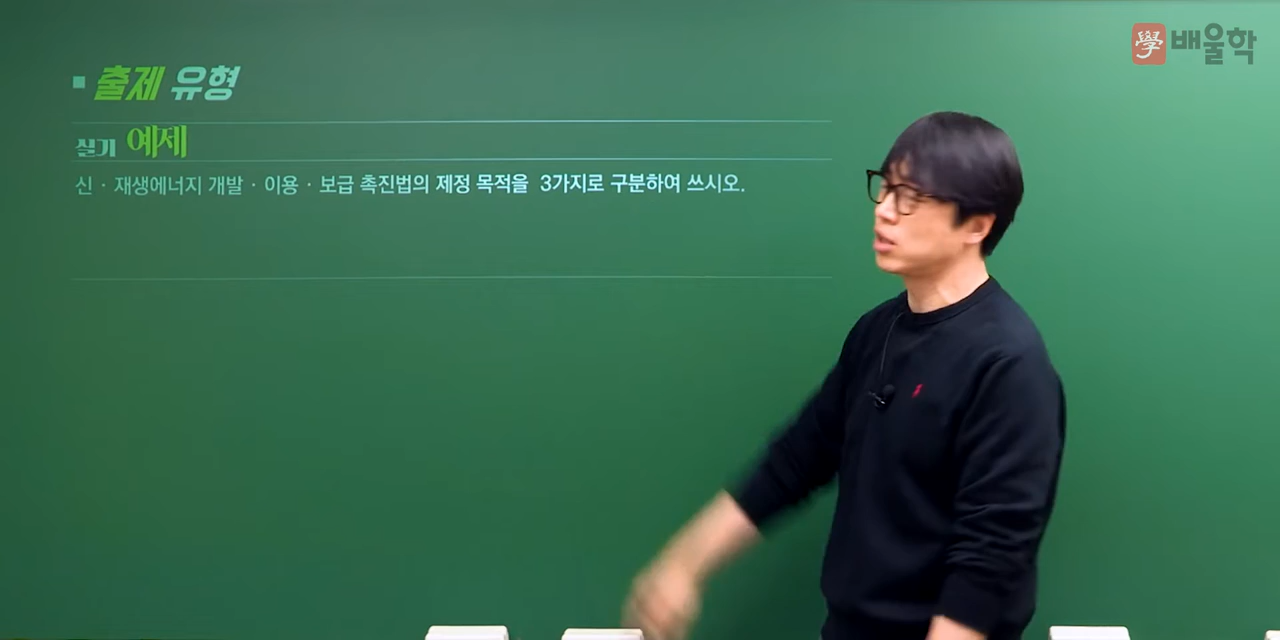 學 배울학
출제 유형
실기 예제
신 · 재생에너지 개발 · 이용 · 보급 촉진법의 제정 목적을 3가지로 구분하여 쓰시오.